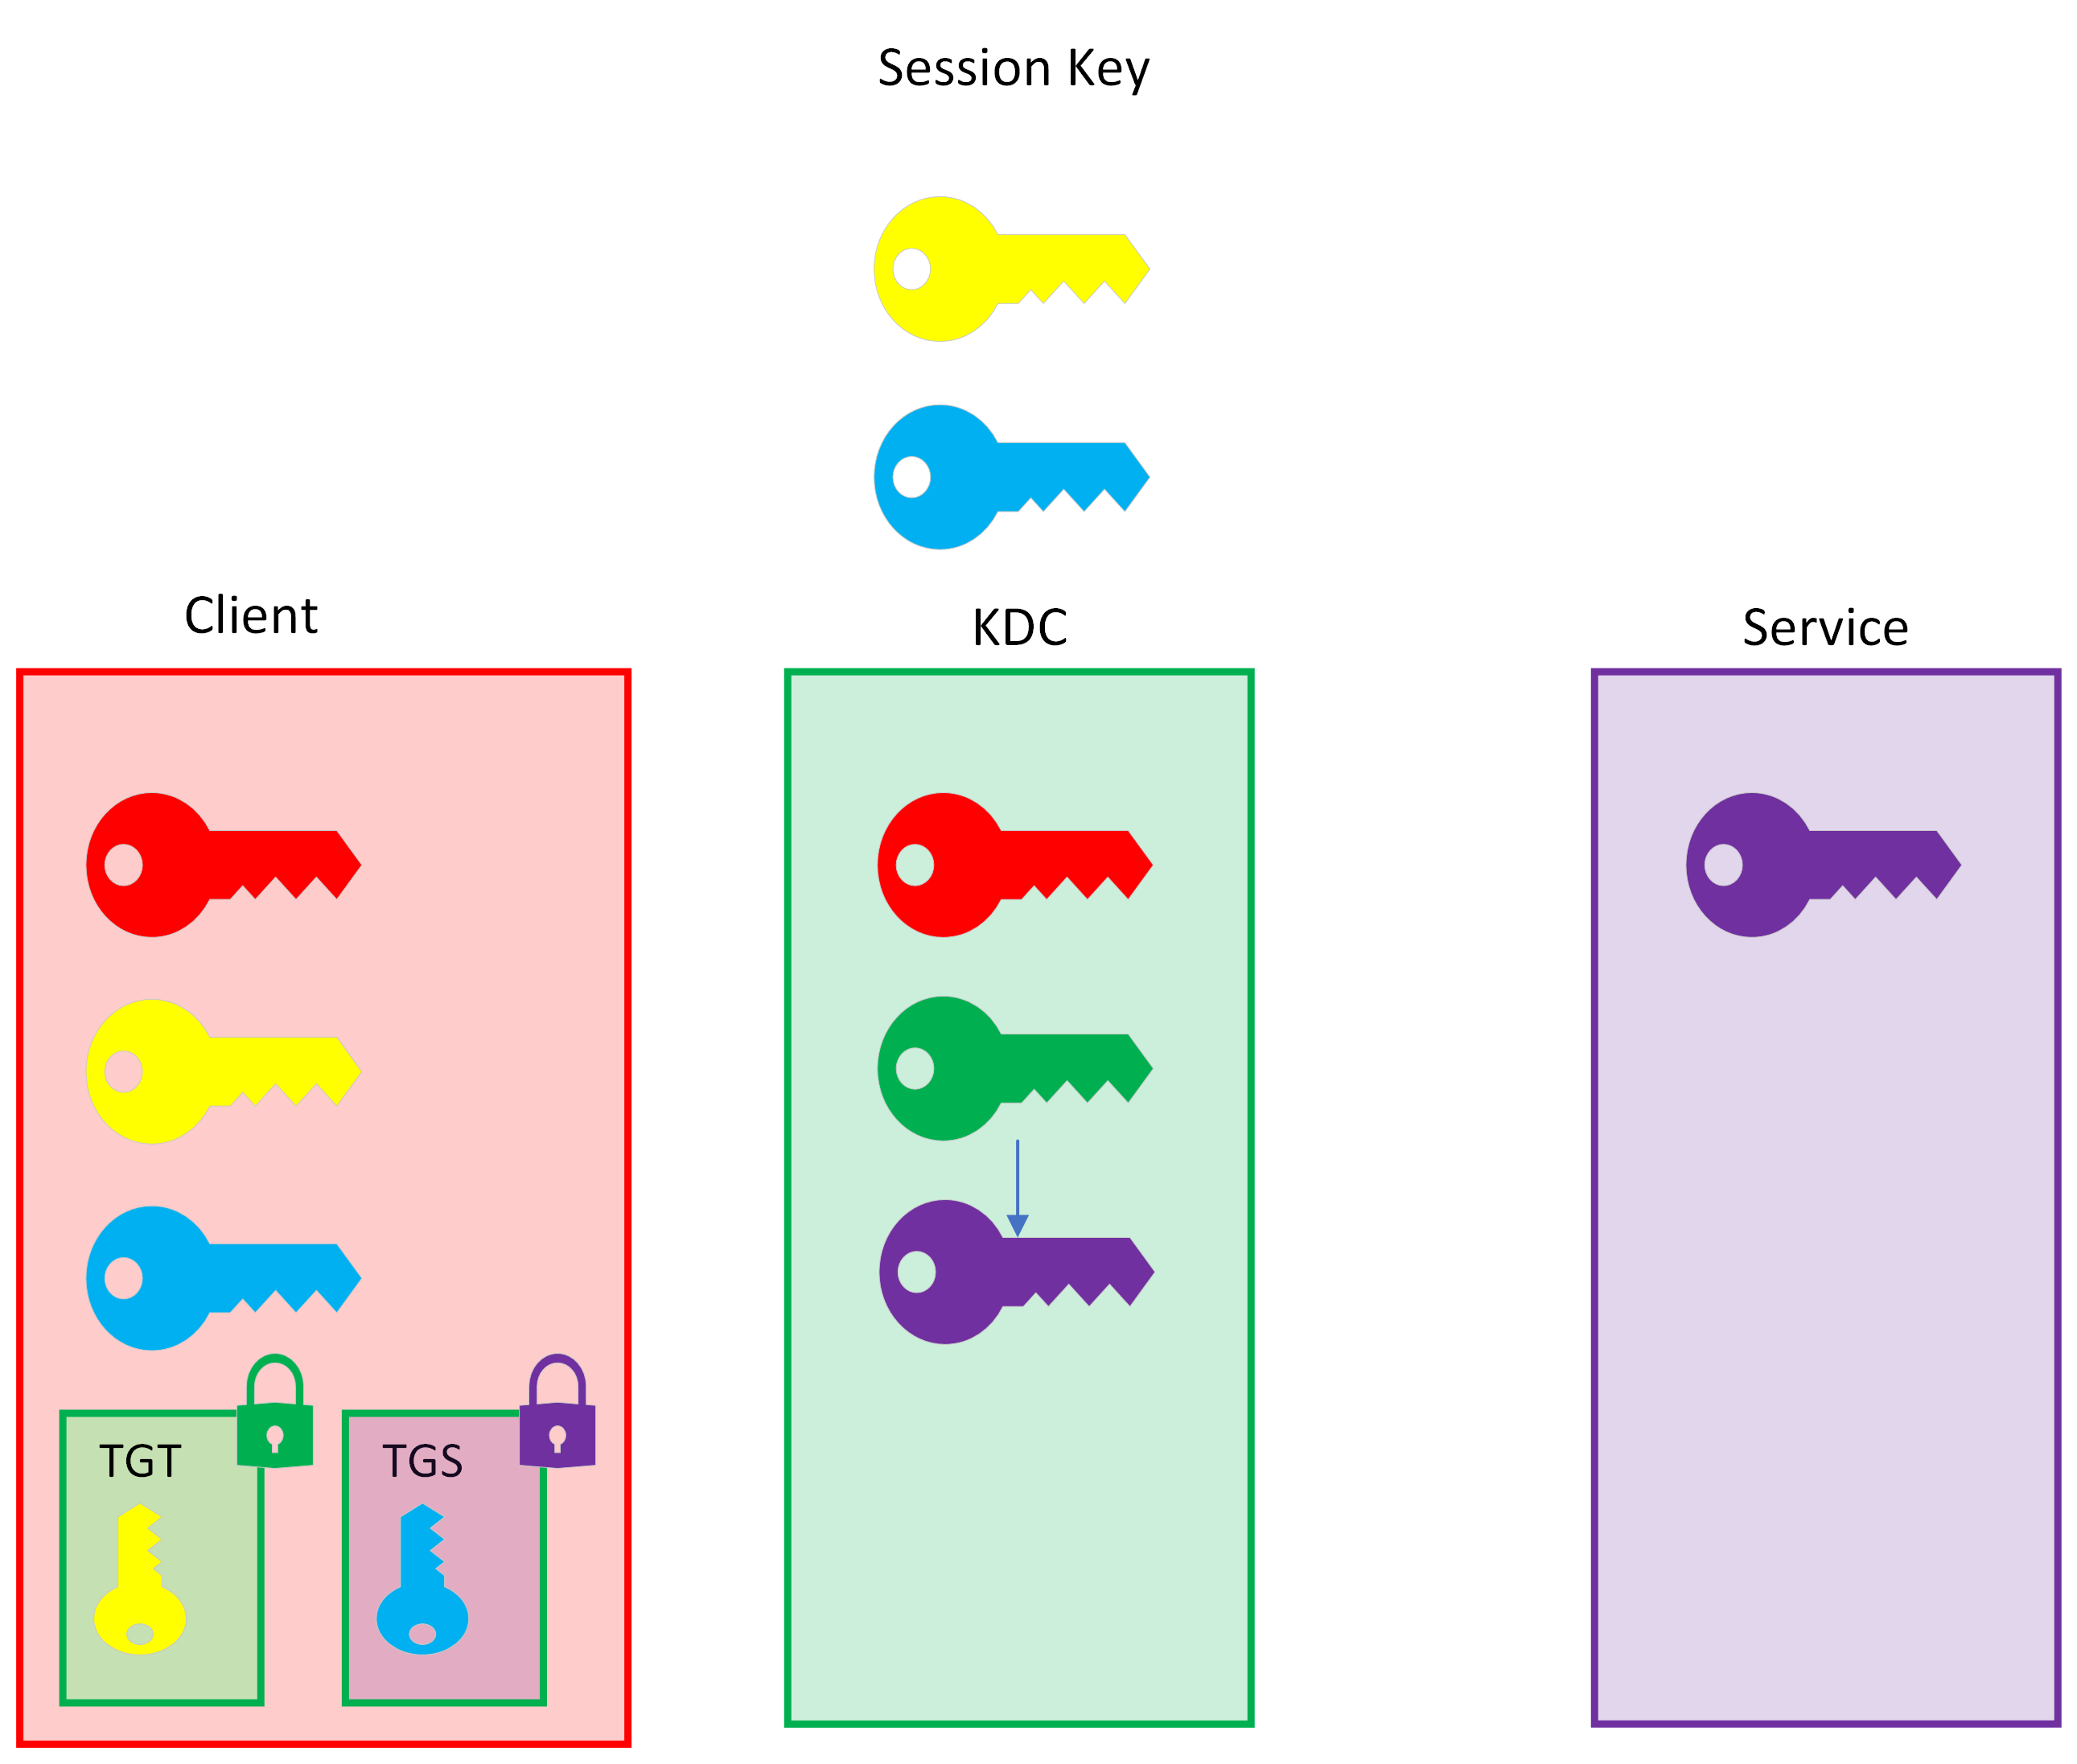 Session Key
Client
KDC
Service
TGT
TGS